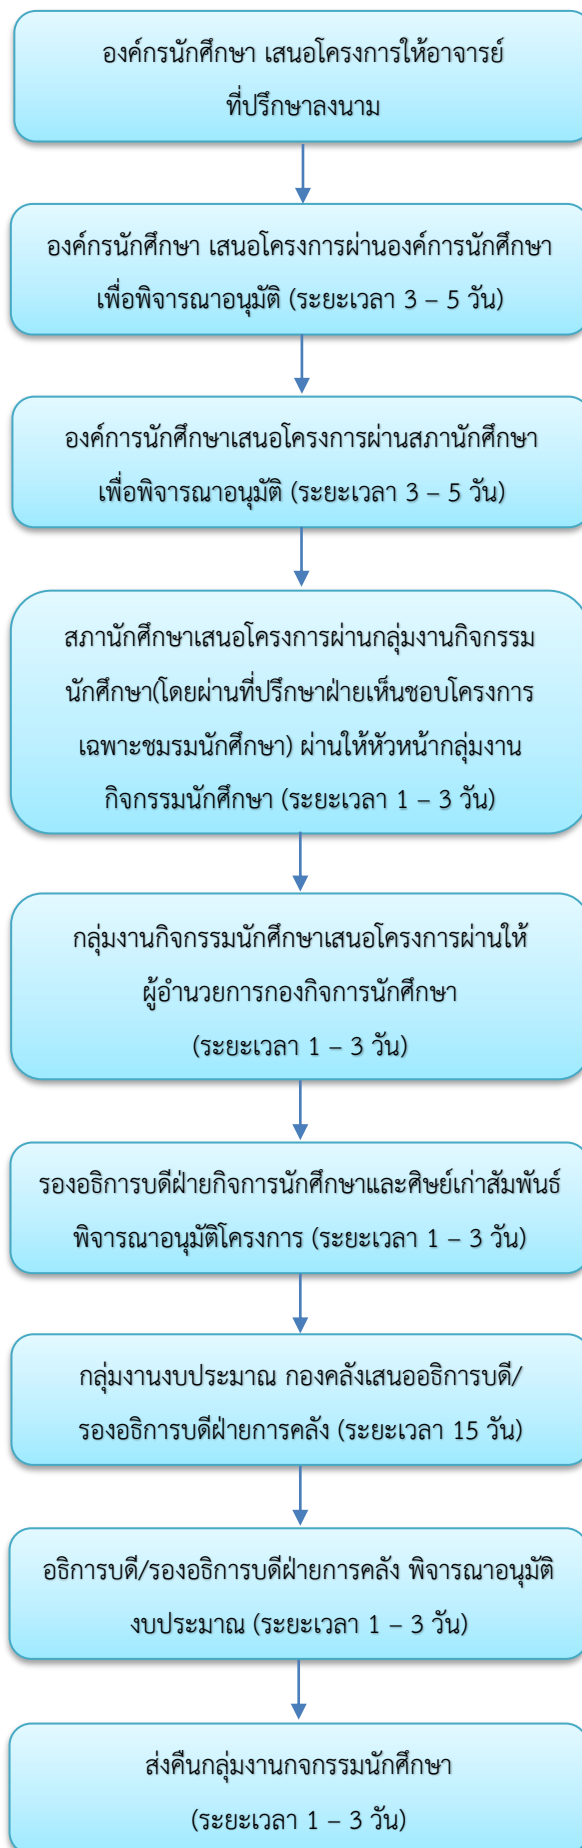 องค์กรนักศึกษา เสนอโครงการให้อาจารย์
ที่ปรึกษาลงนาม
องค์กรนักศึกษา เสนอโครงการผ่านองค์การนักศึกษา
เพื่อพิจารณาอนุมัติ (ระยะเวลา 3 – 5 วัน)
องค์การนักศึกษาเสนอโครงการผ่านสภานักศึกษา
เพื่อพิจารณาอนุมัติ (ระยะเวลา 3 – 5 วัน)
สภานักศึกษาเสนอโครงการผ่านกลุ่มงานกิจกรรม
นักศึกษา(โดยผ่านที่ปรึกษาฝ่ายเห็นชอบโครงการ
เฉพาะชมรมนักศึกษา) ผ่านให้หัวหน้ากลุ่มงาน
กิจกรรมนักศึกษา (ระยะเวลา 1 – 3 วัน)
กลุ่มงานกิจกรรมนักศึกษาเสนอโครงการผ่านให้
ผู้อำนวยการกองกิจการนักศึกษา
(ระยะเวลา 1 – 3 วัน)
รองอธิการบดีฝ่ายกิจการนักศึกษาและศิษย์เก่าสัมพันธ์
พิจารณาอนุมัติโครงการ (ระยะเวลา 1 – 3 วัน)
กลุ่มงานงบประมาณ กองคลังเสนออธิการบดี/
รองอธิการบดีฝ่ายการคลัง (ระยะเวลา 15 วัน)
อธิการบดี/รองอธิการบดีฝ่ายการคลัง พิจารณาอนุมัติ
งบประมาณ (ระยะเวลา 1 – 3 วัน)
ส่งคืนกลุ่มงานกจกรรมนักศึกษา
(ระยะเวลา 1 – 3 วัน)